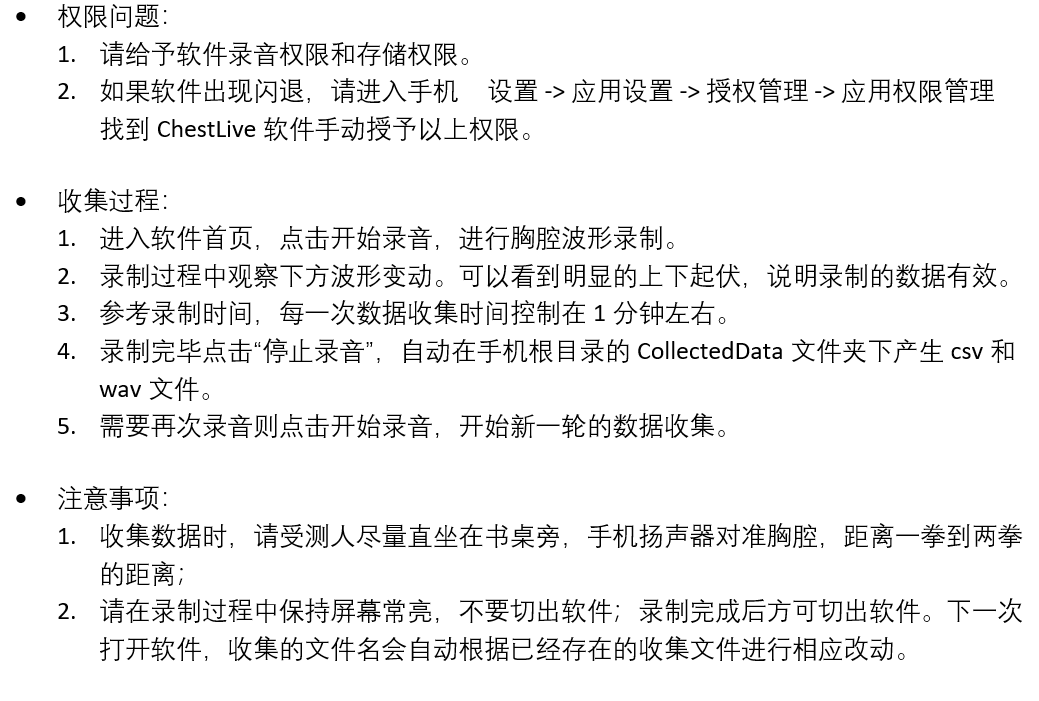 • 权限问题：
1. 请给予软件录音权限和存储权限。
2. 如果软件出现闪退，请进入手机 设置 -> 应用设置 -> 授权管理 -> 应用权限管理
找到 ChestLive 软件手动授予以上权限。
• 收集过程：
1. 进入软件首页，点击开始录音，进行胸腔波形录制。
2. 录制过程中观察下方波形变动。可以看到明显的上下起伏，说明录制的数据有效。
3. 参考录制时间，每一次数据收集时间控制在 1 分钟左右。
4. 录制完毕点击“停止录音”，自动在手机根目录的 CollectedData 文件夹下产生 csv 和
wav 文件。
5. 需要再次录音则点击开始录音，开始新一轮的数据收集。
• 注意事项：
1. 收集数据时，请受测人尽量直坐在书桌旁，手机扬声器对准胸腔，距离一拳到两拳
的距离；
2. 请在录制过程中保持屏幕常亮，不要切出软件；录制完成后方可切出软件。下一次
打开软件，收集的文件名会自动根据已经存在的收集文件进行相应改动。